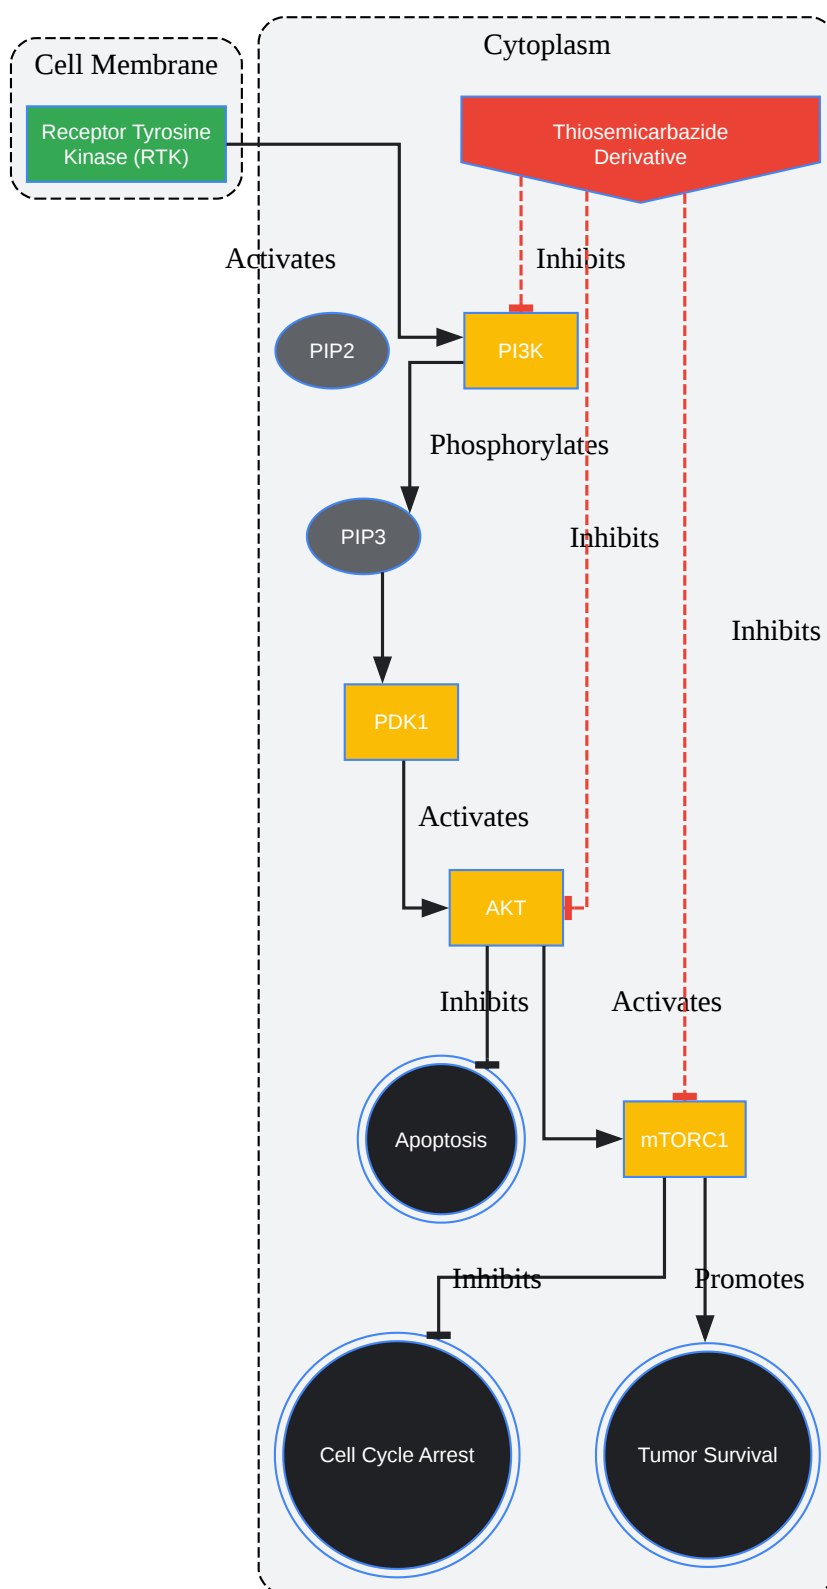 Cytoplasm
Cell Membrane
Receptor Tyrosine
Kinase (RTK)
Thiosemicarbazide
Derivative
Activates
Inhibits
PIP2
PI3K
Phosphorylates
PIP3
Inhibits
Inhibits
PDK1
Activates
AKT
Inhibits
Activates
Apoptosis
mTORC1
Inhibits
Promotes
Cell Cycle Arrest
Tumor Survival